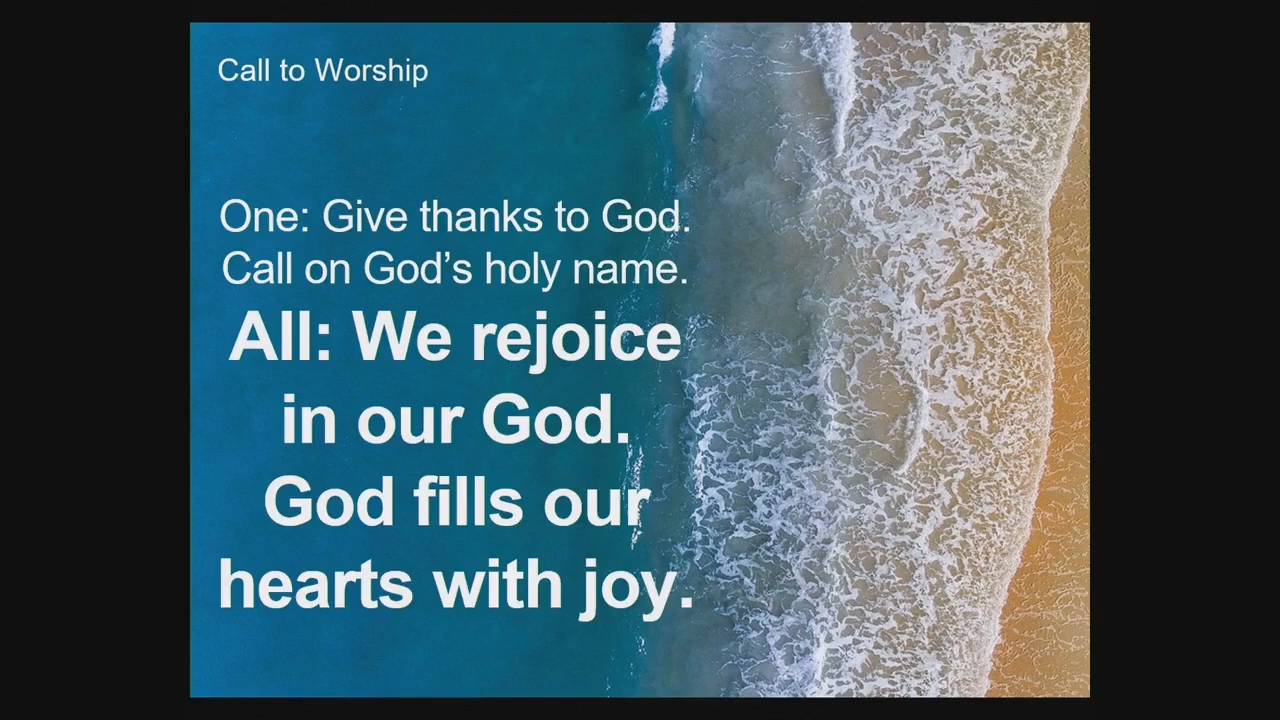 Call to Worship
One: Give thanks to God.
Call on God’s holy name.
All: We rejoice
in our God.
God fills our
hearts with joy.